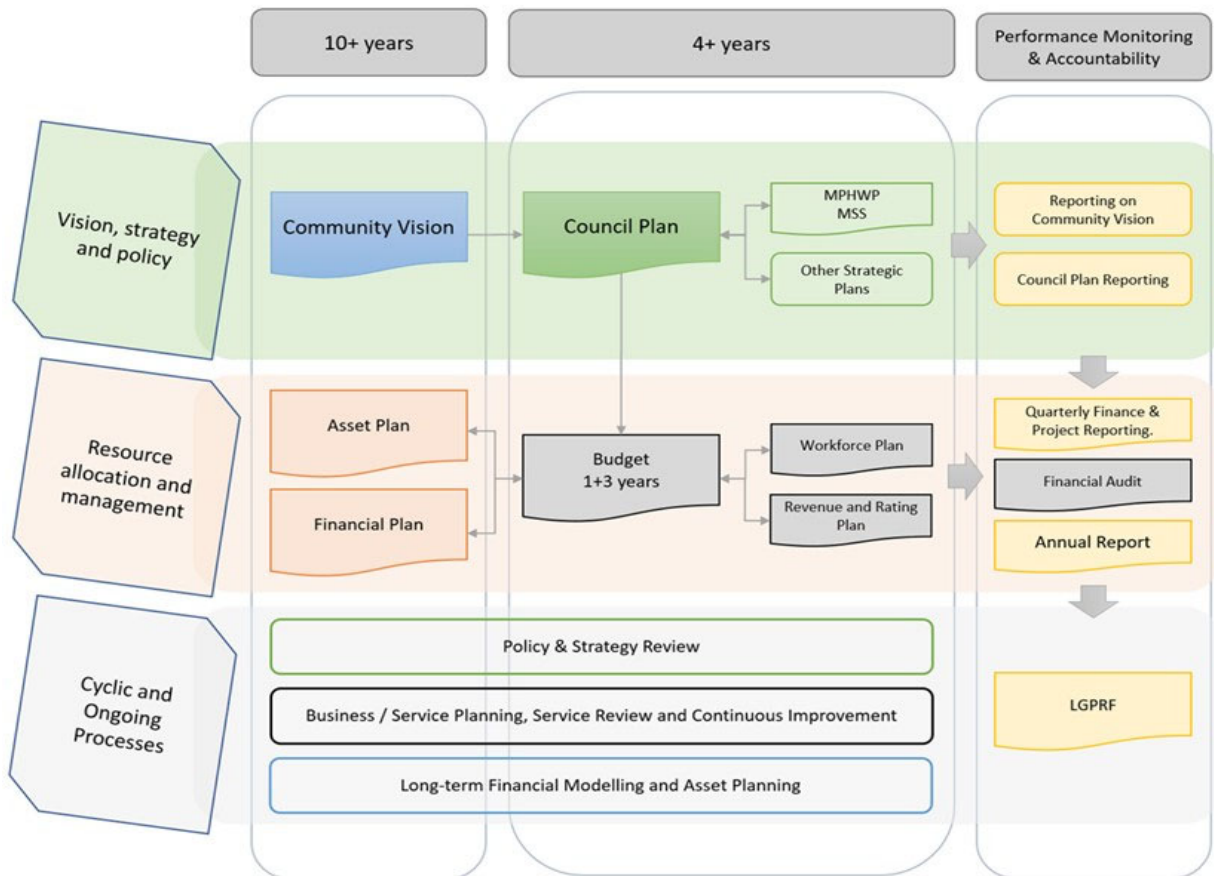 10+ years
4+ years
Performance Monitoring
& Accountability
Vision, strategy
and policy
Community Vision
Council Plan
MPHWP
MSS
Other Strategic
Plans
Reporting on
Community Vision
Council Plan Reporting
Resource
allocation and
management
Asset Plan
Financial Plan
Budget
1+3 years
Workforce Plan
Revenue and Rating
Plan
Quarterly Finance &
Project Reporting.
Financial Audit
Annual Report
Cyclic and
Ongoing
Processes
Policy & Strategy Review
Business / Service Planning, Service Review and Continuous Improvement
Long-term Financial Modelling and Asset Planning
LGPRF